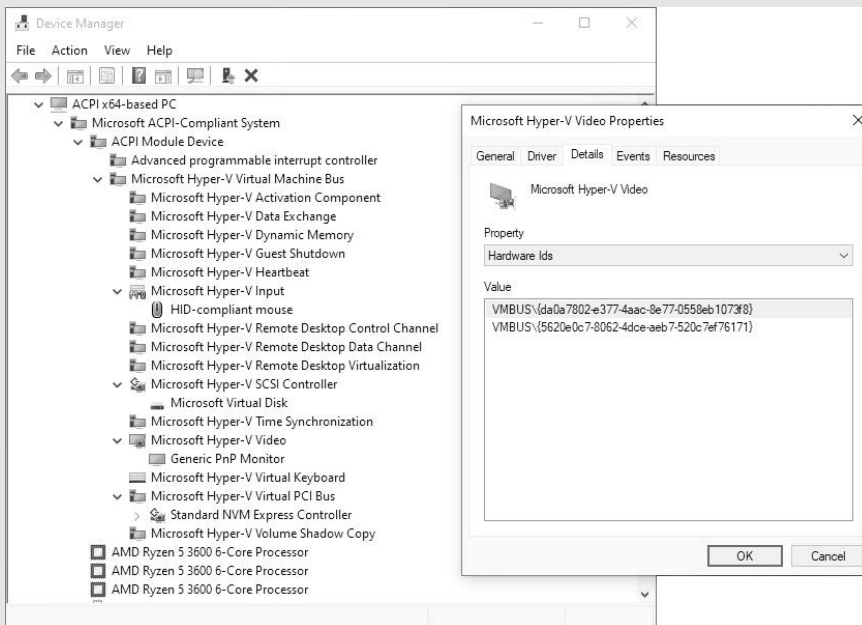 Device Manager
File Action View Help
ACPI x64-based PC
Microsoft ACPI-Compliant System
ACPI Module Device
Advanced programmable interrupt controller
Microsoft Hyper-V Virtual Machine Bus
Microsoft Hyper-V Activation Component
Microsoft Hyper-V Data Exchange
Microsoft Hyper-V Dynamic Memory
Microsoft Hyper-V Guest Shutdown
Microsoft Hyper-V Heartbeat
Microsoft Hyper-V Input
HID-compliant mouse
Microsoft Hyper-V Remote Desktop Control Channel
Microsoft Hyper-V Remote Desktop Data Channel
Microsoft Hyper-V Remote Desktop Virtualization
Microsoft Hyper-V SCSI Controller
Microsoft Virtual Disk
Microsoft Hyper-V Time Synchronization
Microsoft Hyper-V Video
Generic PnP Monitor
Microsoft Hyper-V Virtual Keyboard
Microsoft Hyper-V Virtual PCI Bus
Standard NVM Express Controller
Microsoft Hyper-V Volume Shadow Copy
AMD Ryzen 5 3600 6-Core Processor
AMD Ryzen 5 3600 6-Core Processor
AMD Ryzen 5 3600 6-Core Processor
Microsoft Hyper-V Video Properties
General Driver Details Events Resources
Microsoft Hyper-V Video
Property
Hardware Ids
Value
VMBUS\{da0a7802-e377-4aac-8e77-0558eb1073f8}
VMBUS\{5620e0c7-8062-4dce-aeb7-520c7ef76171}
OK Cancel